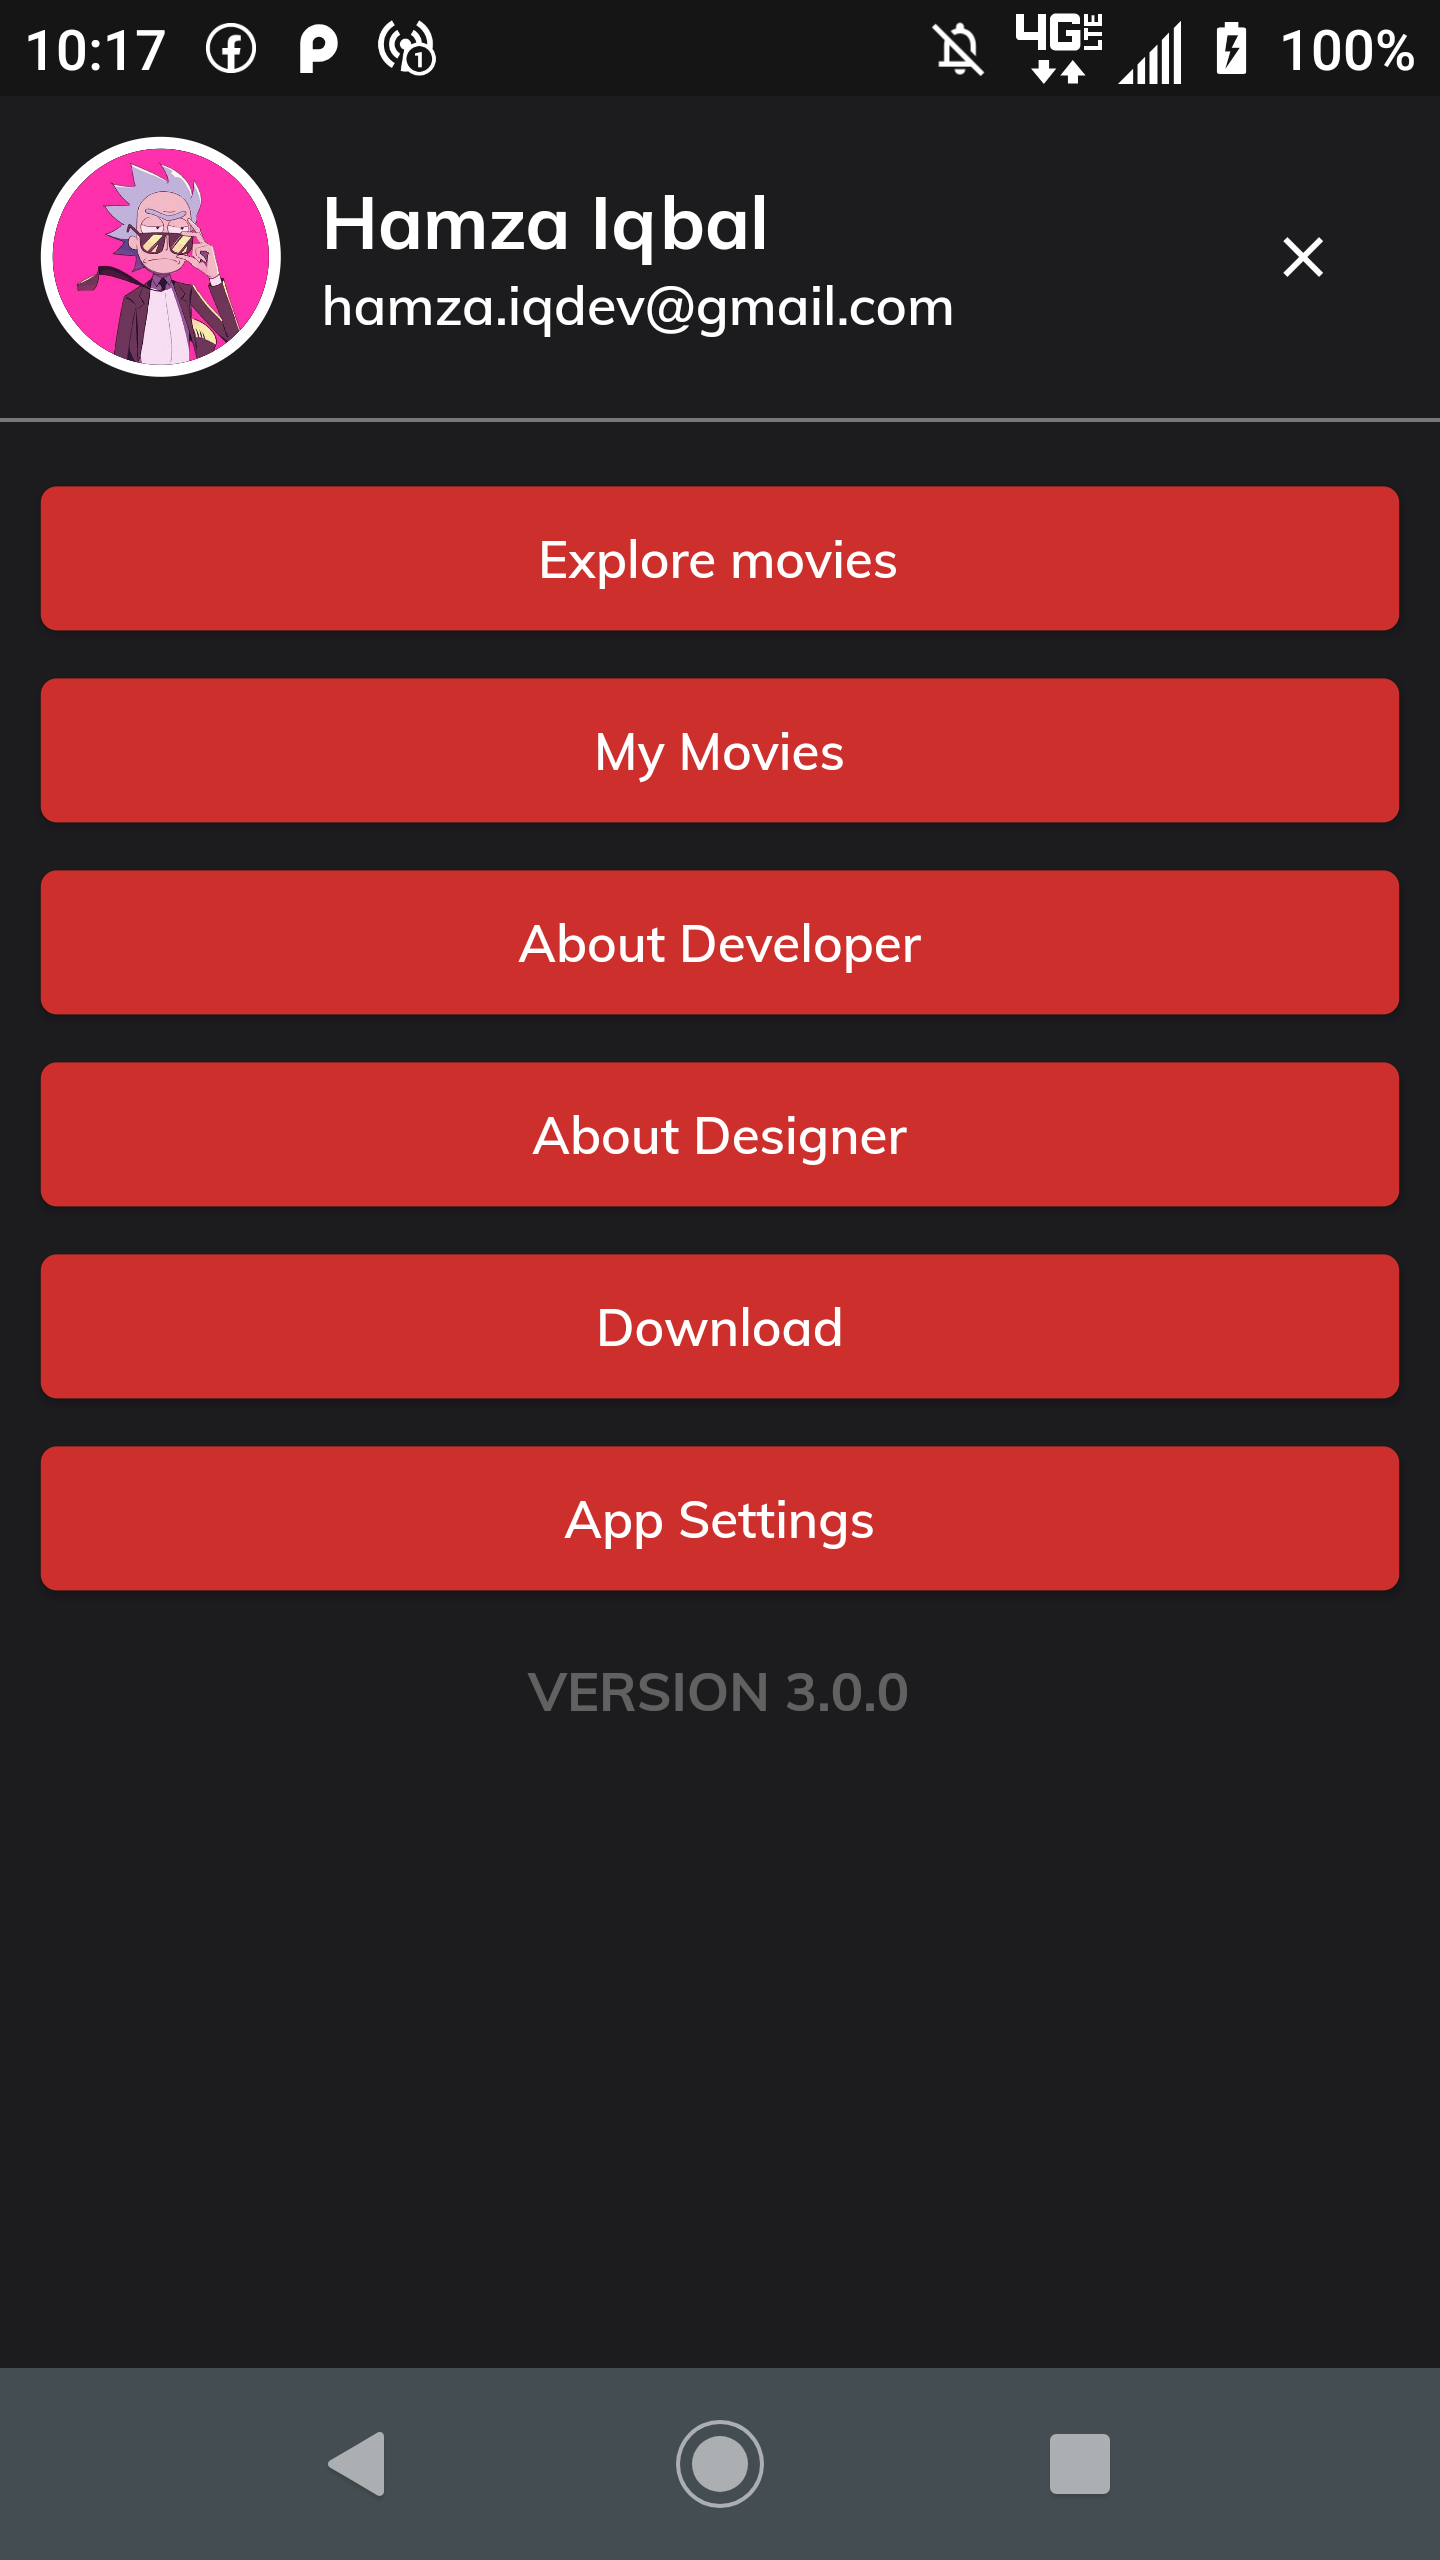 10:17
1
4G LTE
100%
Hamza Iqbal
hamza.iqdev@gmail.com
Explore movies
My Movies
About Developer
About Designer
Download
App Settings
VERSION 3.0.0